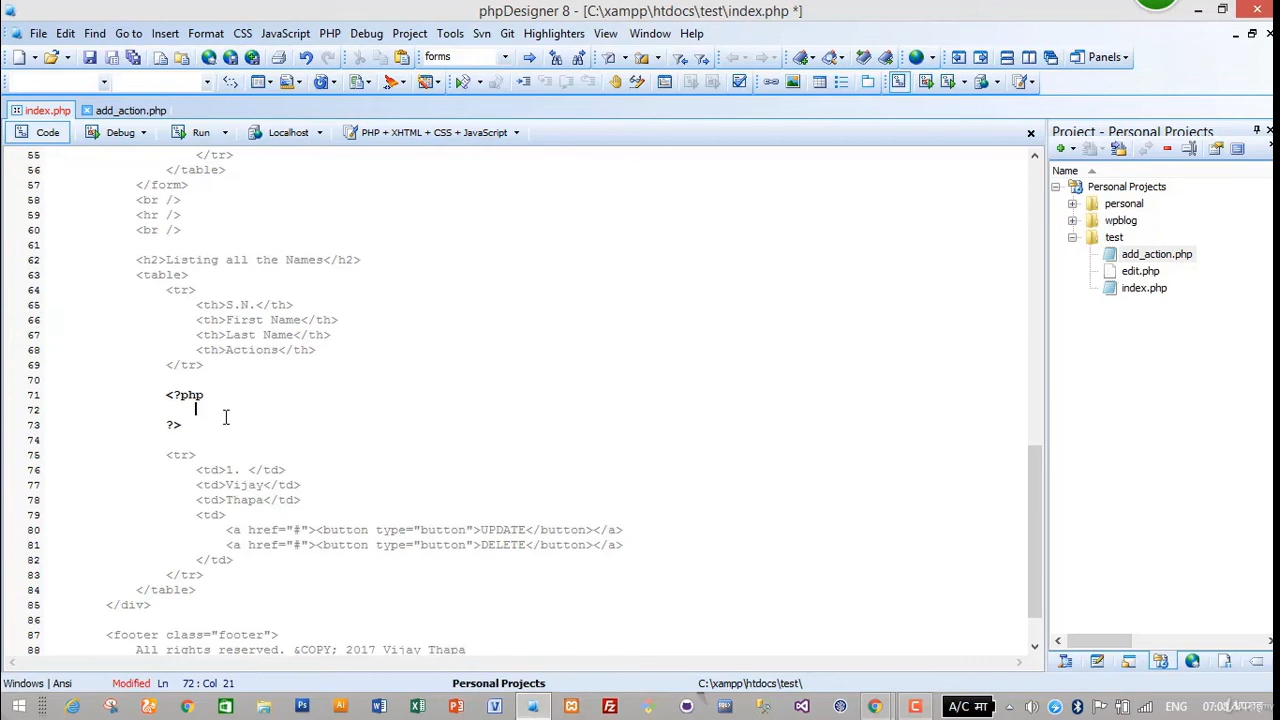 phpDesigner 8 - [C:\xampp\htdocs\test\index.php *]
File Edit Find Go to Insert Format CSS JavaScript PHP Debug Project Tools Svn Git Highlighters View Window Help
forms
Panels
index.php add_action.php
Code Debug Run Localhost PHP + XHTML + CSS + JavaScript
Project - Personal Projects
Name
Personal Projects
personal
wpblog
test
add_action.php
edit.php
index.php
55 </tr>
56 </table>
57 </form>
58 <br />
59 <hr />
60 <br />
61
62 <h2>Listing all the Names</h2>
63 <table>
64 <tr>
65 <th>S.N.</th>
66 <th>First Name</th>
67 <th>Last Name</th>
68 <th>Actions</th>
69 </tr>
70
71 <?php
72
73 ?>
74
75 <tr>
76 <td>1. </td>
77 <td>Vijay</td>
78 <td>Thapa</td>
79 <td>
80 <a href="#"><button type="button">UPDATE</button></a>
81 <a href="#"><button type="button">DELETE</button></a>
82 </td>
83 </tr>
84 </table>
85 </div>
86
87 <footer class="footer">
88 All rights reserved. &COPY; 2017 Vijay Thapa
Windows | Ansi Modified Ln 72 : Col 21 Personal Projects C:\xampp\htdocs\test\
A/C मा ENG